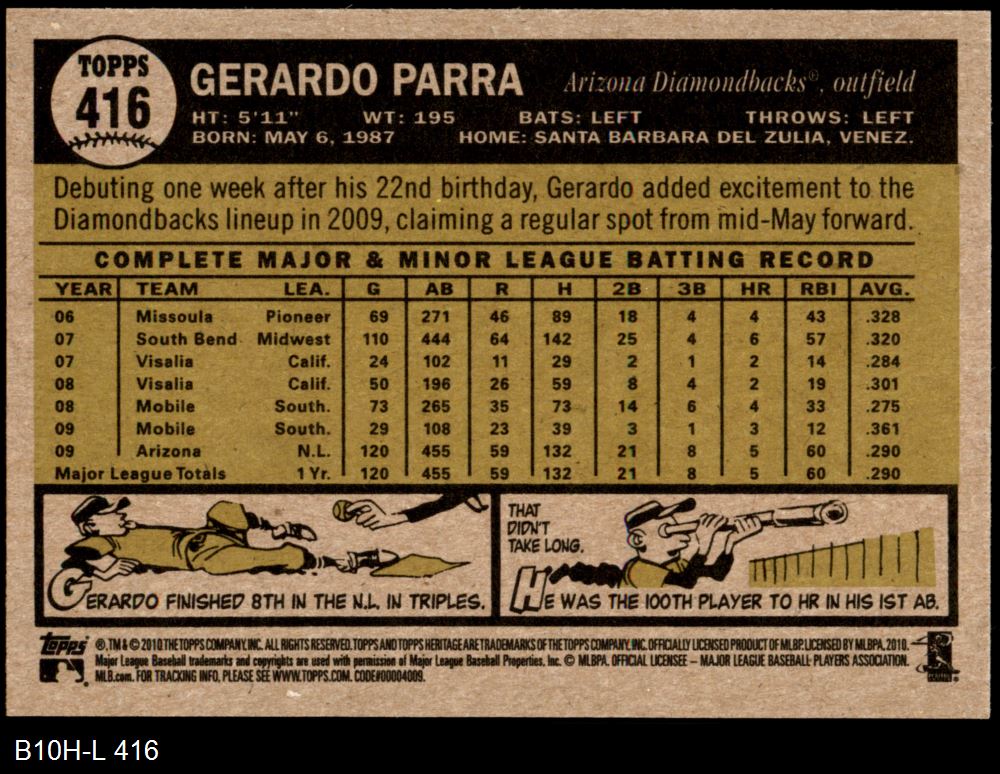 TOPPS
416
GERARDO PARRA Arizona Diamondbacks®, outfield
HT: 5'11" WT: 195 BATS: LEFT THROWS: LEFT
BORN: MAY 6, 1987 HOME: SANTA BARBARA DEL ZULIA, VENEZ.
Debuting one week after his 22nd birthday, Gerardo added excitement to the
Diamondbacks lineup in 2009, claiming a regular spot from mid-May forward.
COMPLETE MAJOR & MINOR LEAGUE BATTING RECORD
YEAR TEAM LEA. G AB R H 2B 3B HR RBI AVG.
06 Missoula Pioneer 69 271 46 89 18 4 4 43 .328
07 South Bend Midwest 110 444 64 142 25 4 6 57 .320
07 Visalia Calif. 24 102 11 29 2 1 2 14 .284
08 Visalia Calif. 50 196 26 59 8 4 2 19 .301
08 Mobile South. 73 265 35 73 14 6 4 33 .275
09 Mobile South. 29 108 23 39 3 1 3 12 .361
09 Arizona N.L. 120 455 59 132 21 8 5 60 .290
Major League Totals 1 Yr. 120 455 59 132 21 8 5 60 .290
GERARDO FINISHED 8TH IN THE N.L. IN TRIPLES.
THAT
DIDN'T
TAKE LONG.
HE WAS THE 100TH PLAYER TO HR IN HIS 1ST AB.
Topps ®, TM & © 2010 THE TOPPS COMPANY, INC. ALL RIGHTS RESERVED. TOPPS AND TOPPS HERITAGE ARE TRADEMARKS OF THE TOPPS COMPANY, INC. OFFICIALLY LICENSED PRODUCT OF MLBP. LICENSED BY MLBPA, 2010.
Major League Baseball trademarks and copyrights are used with permission of Major League Baseball Properties, Inc. © MLBPA. OFFICIAL LICENSEE – MAJOR LEAGUE BASEBALL PLAYERS ASSOCIATION.
MLB.com. FOR TRACKING INFO, PLEASE SEE WWW.TOPPS.COM. CODE#00004009.
B10H-L 416